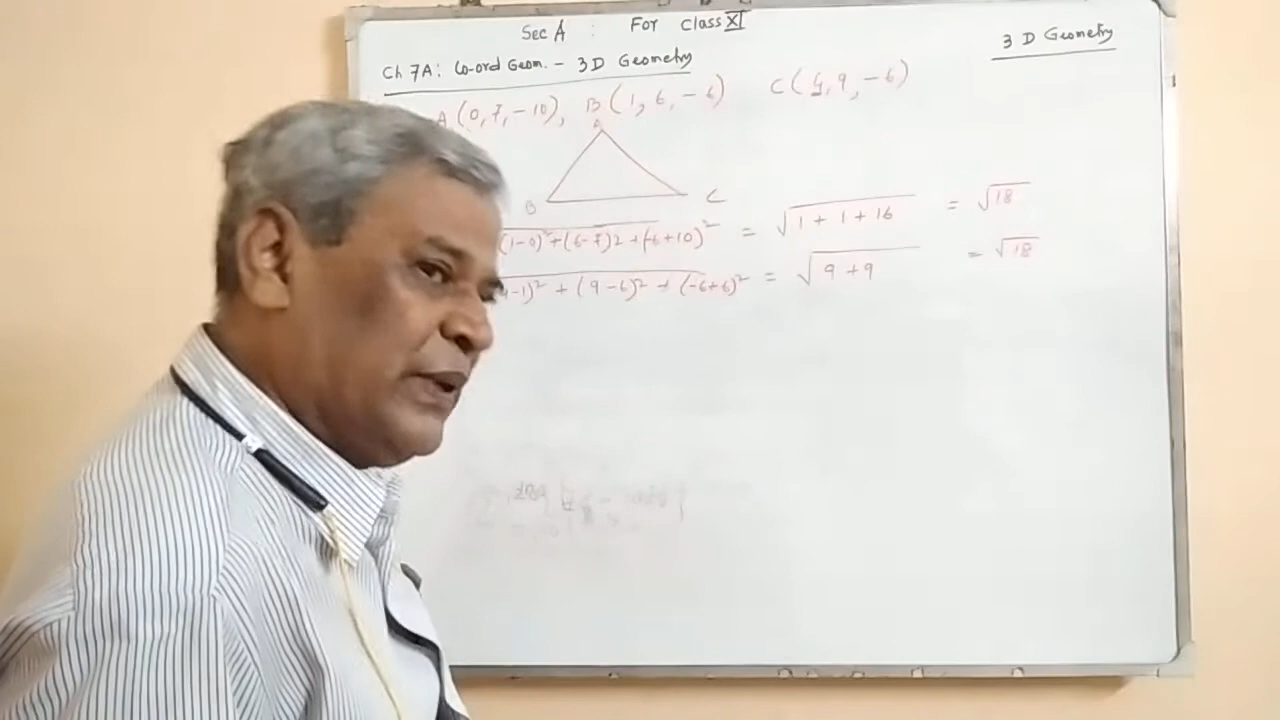 Sec A : For Class XI
3 D Geometry
Ch 7A: Co-ord Geom. - 3D Geometry
A (0, 7, -10), B (1, 6, -6) C (4, 9, -6)
A
B C
(1-0)² + (6-7)2 + (-6+10)² = √1 + 1 + 16 = √18
4-1)² + (9-6)² + (-6+6)² = √9 + 9 = √18